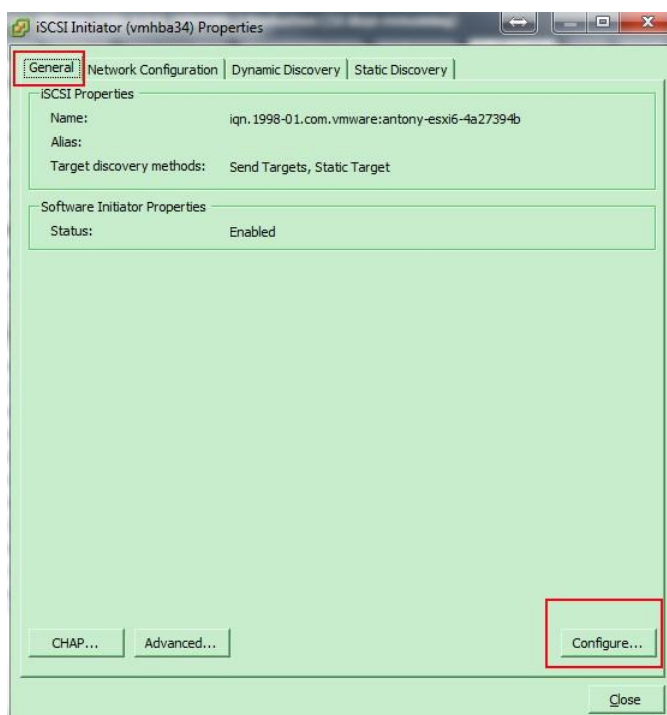 iSCSI Initiator (vmhba34) Properties
General Network Configuration Dynamic Discovery Static Discovery
iSCSI Properties
Name: iqn.1998-01.com.vmware:antony-esxi6-4a27394b
Alias:
Target discovery methods: Send Targets, Static Target
Software Initiator Properties
Status: Enabled
CHAP... Advanced... Configure...
Close